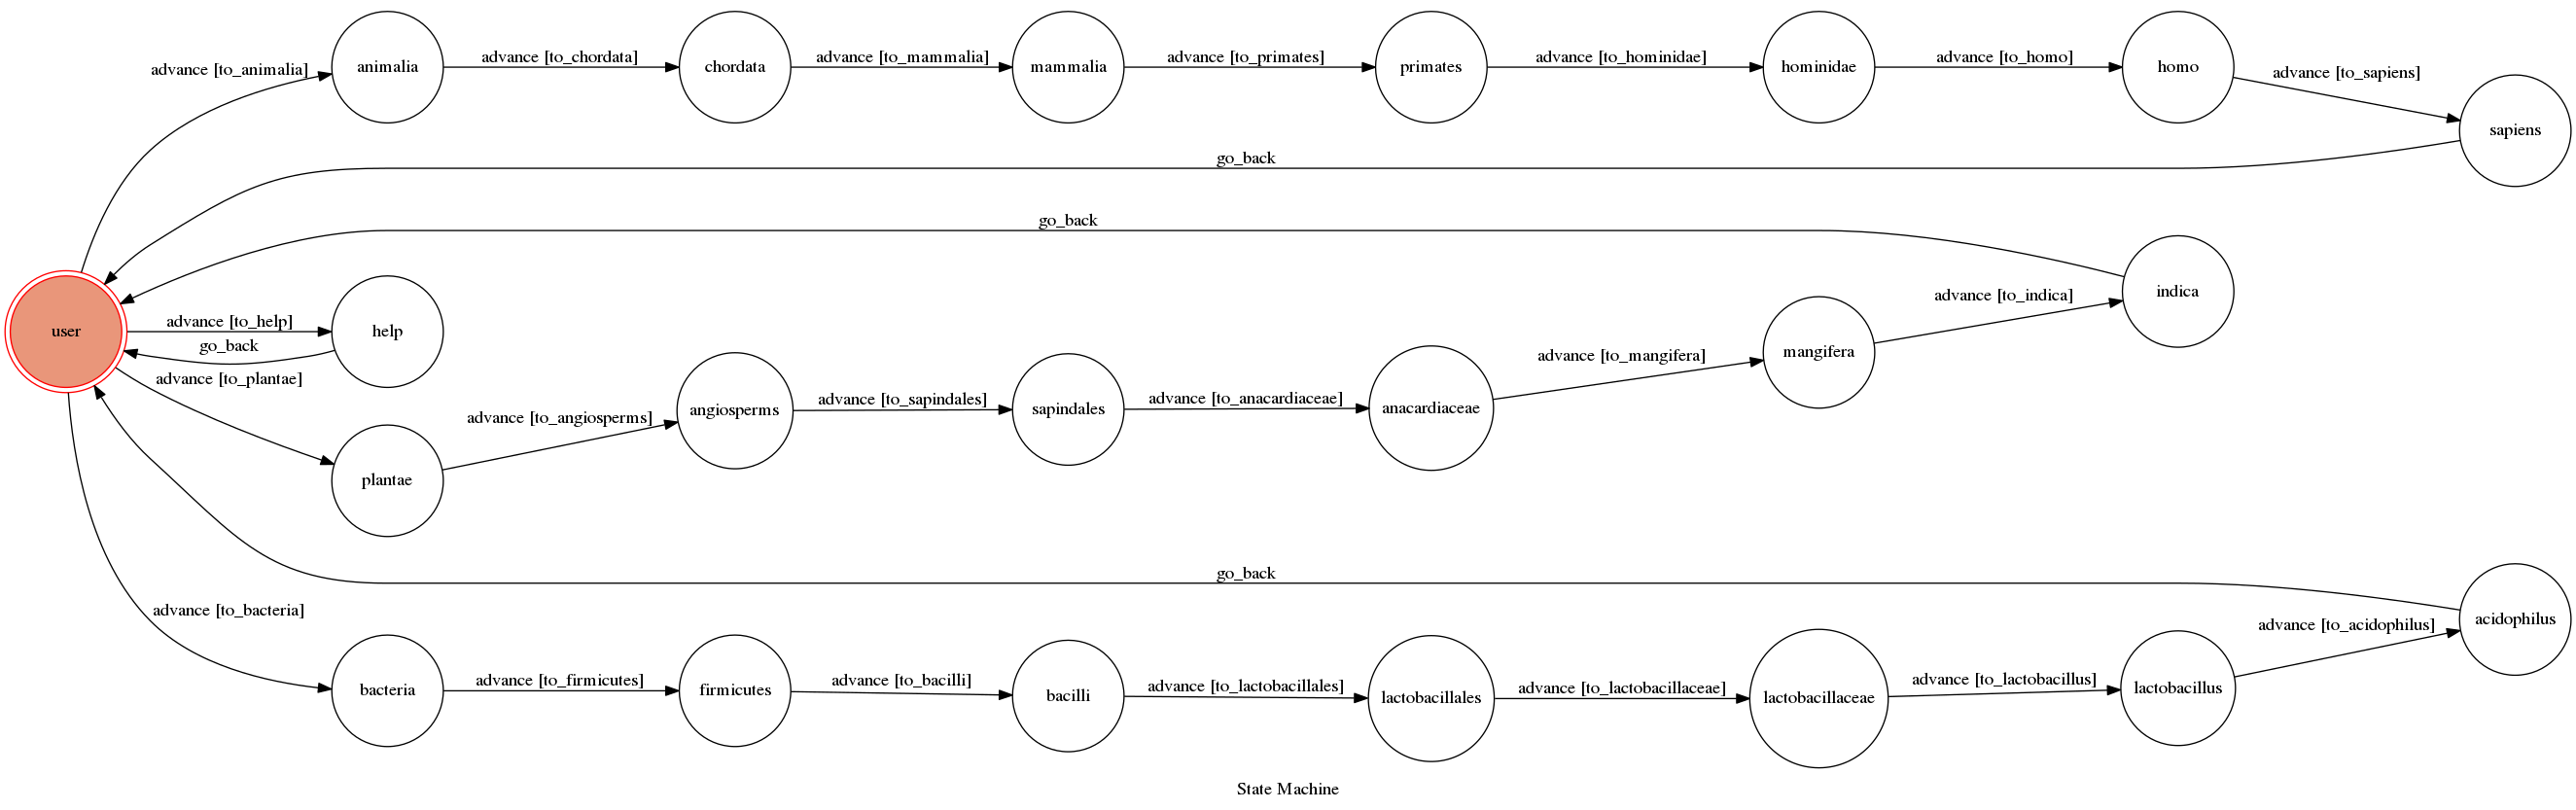 advance [to_animalia]
animalia
advance [to_chordata]
chordata
advance [to_mammalia]
mammalia
advance [to_primates]
primates
advance [to_hominidae]
hominidae
advance [to_homo]
homo
advance [to_sapiens]
sapiens
go_back
go_back
user
advance [to_help]
help
go_back
advance [to_plantae]
plantae
advance [to_angiosperms]
angiosperms
advance [to_sapindales]
sapindales
advance [to_anacardiaceae]
anacardiaceae
advance [to_mangifera]
mangifera
advance [to_indica]
indica
go_back
advance [to_bacteria]
bacteria
advance [to_firmicutes]
firmicutes
advance [to_bacilli]
bacilli
advance [to_lactobacillales]
lactobacillales
advance [to_lactobacillaceae]
lactobacillaceae
advance [to_lactobacillus]
lactobacillus
advance [to_acidophilus]
acidophilus
State Machine